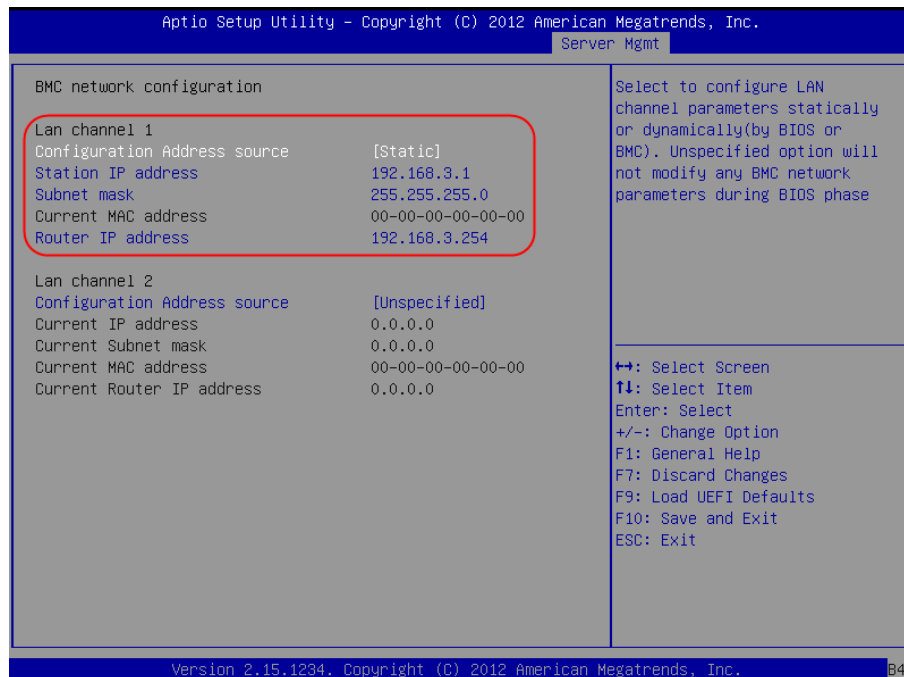 Aptio Setup Utility – Copyright (C) 2012 American Megatrends, Inc.
Server Mgmt
BMC network configuration
Lan channel 1
Configuration Address source [Static]
Station IP address 192.168.3.1
Subnet mask 255.255.255.0
Current MAC address 00-00-00-00-00-00
Router IP address 192.168.3.254
Lan channel 2
Configuration Address source [Unspecified]
Current IP address 0.0.0.0
Current Subnet mask 0.0.0.0
Current MAC address 00-00-00-00-00-00
Current Router IP address 0.0.0.0
Select to configure LAN
channel parameters statically
or dynamically(by BIOS or
BMC). Unspecified option will
not modify any BMC network
parameters during BIOS phase
↔: Select Screen
↑↓: Select Item
Enter: Select
+/-: Change Option
F1: General Help
F7: Discard Changes
F9: Load UEFI Defaults
F10: Save and Exit
ESC: Exit
Version 2.15.1234. Copyright (C) 2012 American Megatrends, Inc.
B4